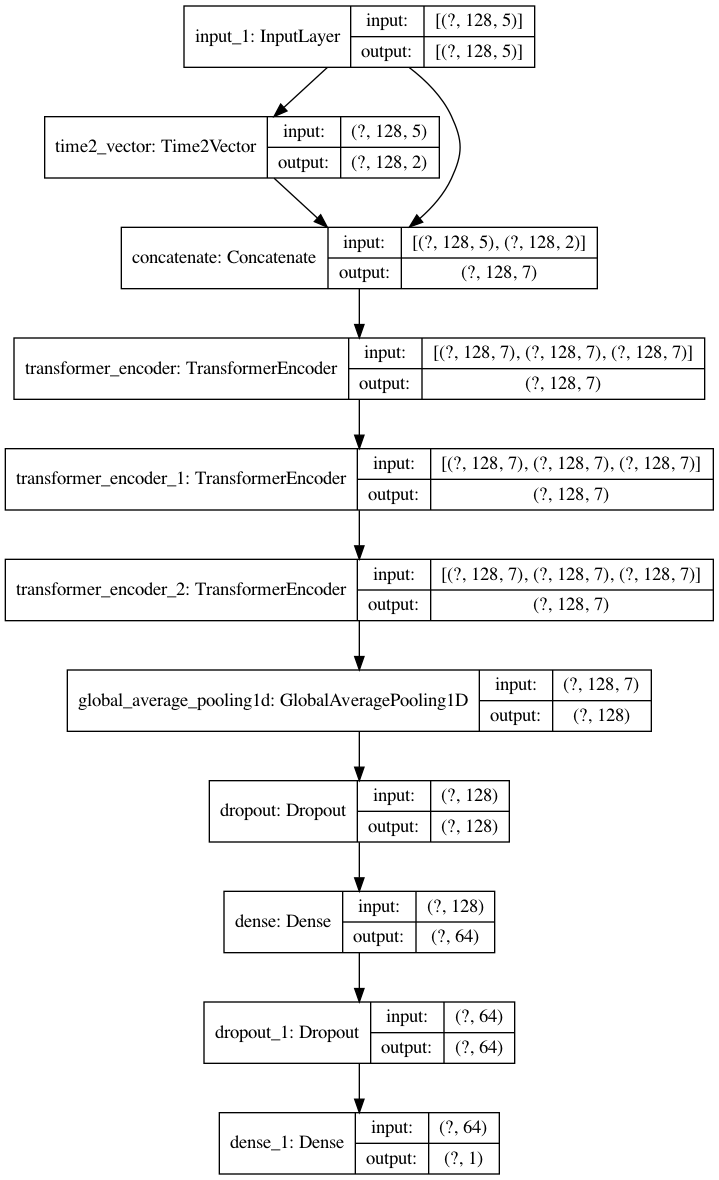 input_1: InputLayer
input: [(?, 128, 5)]
output: [(?, 128, 5)]
time2_vector: Time2Vector
input: (?, 128, 5)
output: (?, 128, 2)
concatenate: Concatenate
input: [(?, 128, 5), (?, 128, 2)]
output: (?, 128, 7)
transformer_encoder: TransformerEncoder
input: [(?, 128, 7), (?, 128, 7), (?, 128, 7)]
output: (?, 128, 7)
transformer_encoder_1: TransformerEncoder
input: [(?, 128, 7), (?, 128, 7), (?, 128, 7)]
output: (?, 128, 7)
transformer_encoder_2: TransformerEncoder
input: [(?, 128, 7), (?, 128, 7), (?, 128, 7)]
output: (?, 128, 7)
global_average_pooling1d: GlobalAveragePooling1D
input: (?, 128, 7)
output: (?, 128)
dropout: Dropout
input: (?, 128)
output: (?, 128)
dense: Dense
input: (?, 128)
output: (?, 64)
dropout_1: Dropout
input: (?, 64)
output: (?, 64)
dense_1: Dense
input: (?, 64)
output: (?, 1)